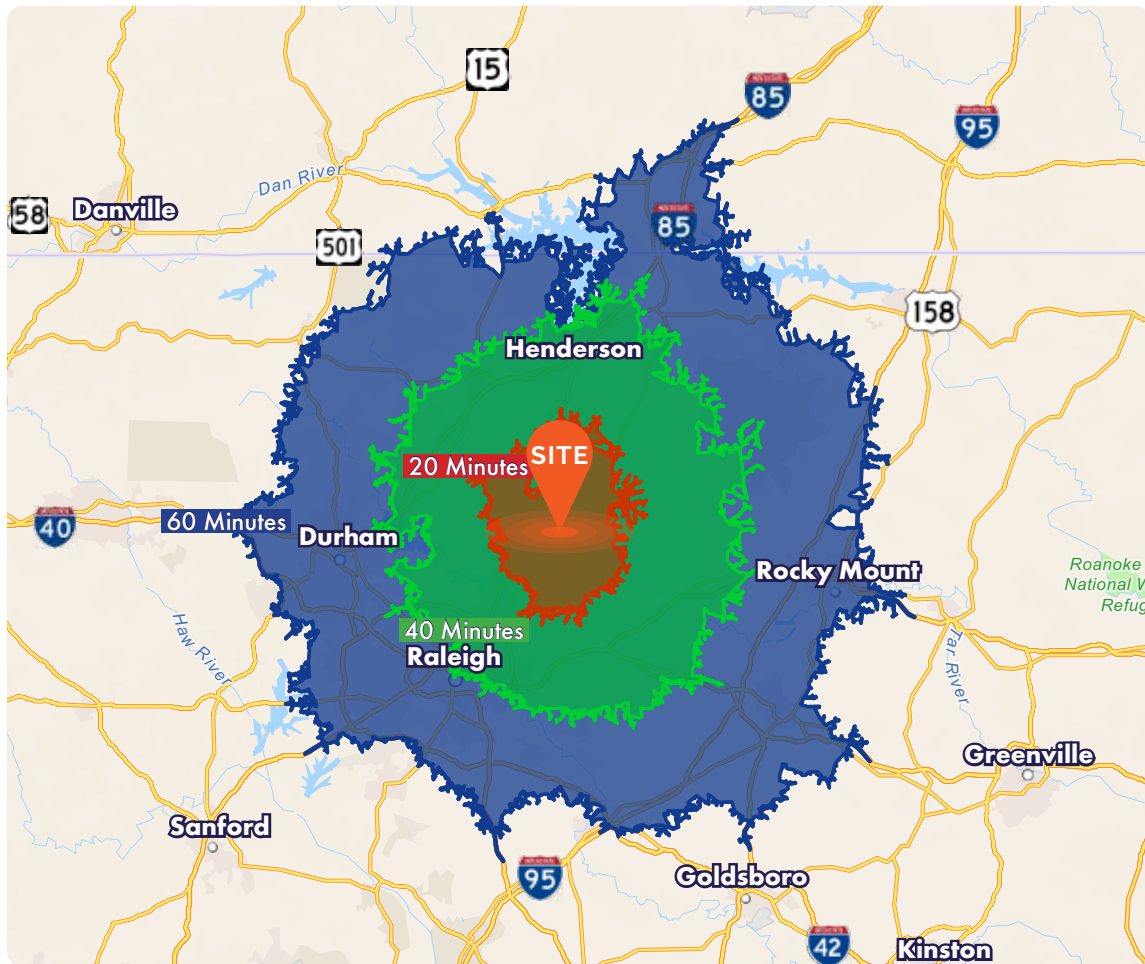 15
85
95
Dan River
58
Danville
85
501
158
Henderson
SITE
20 Minutes
40
60 Minutes
Durham
Rocky Mount
Roanoke
National W
Refug
40 Minutes
Raleigh
Haw River
Tar River
Greenville
Sanford
95
Goldsboro
42
Kinston